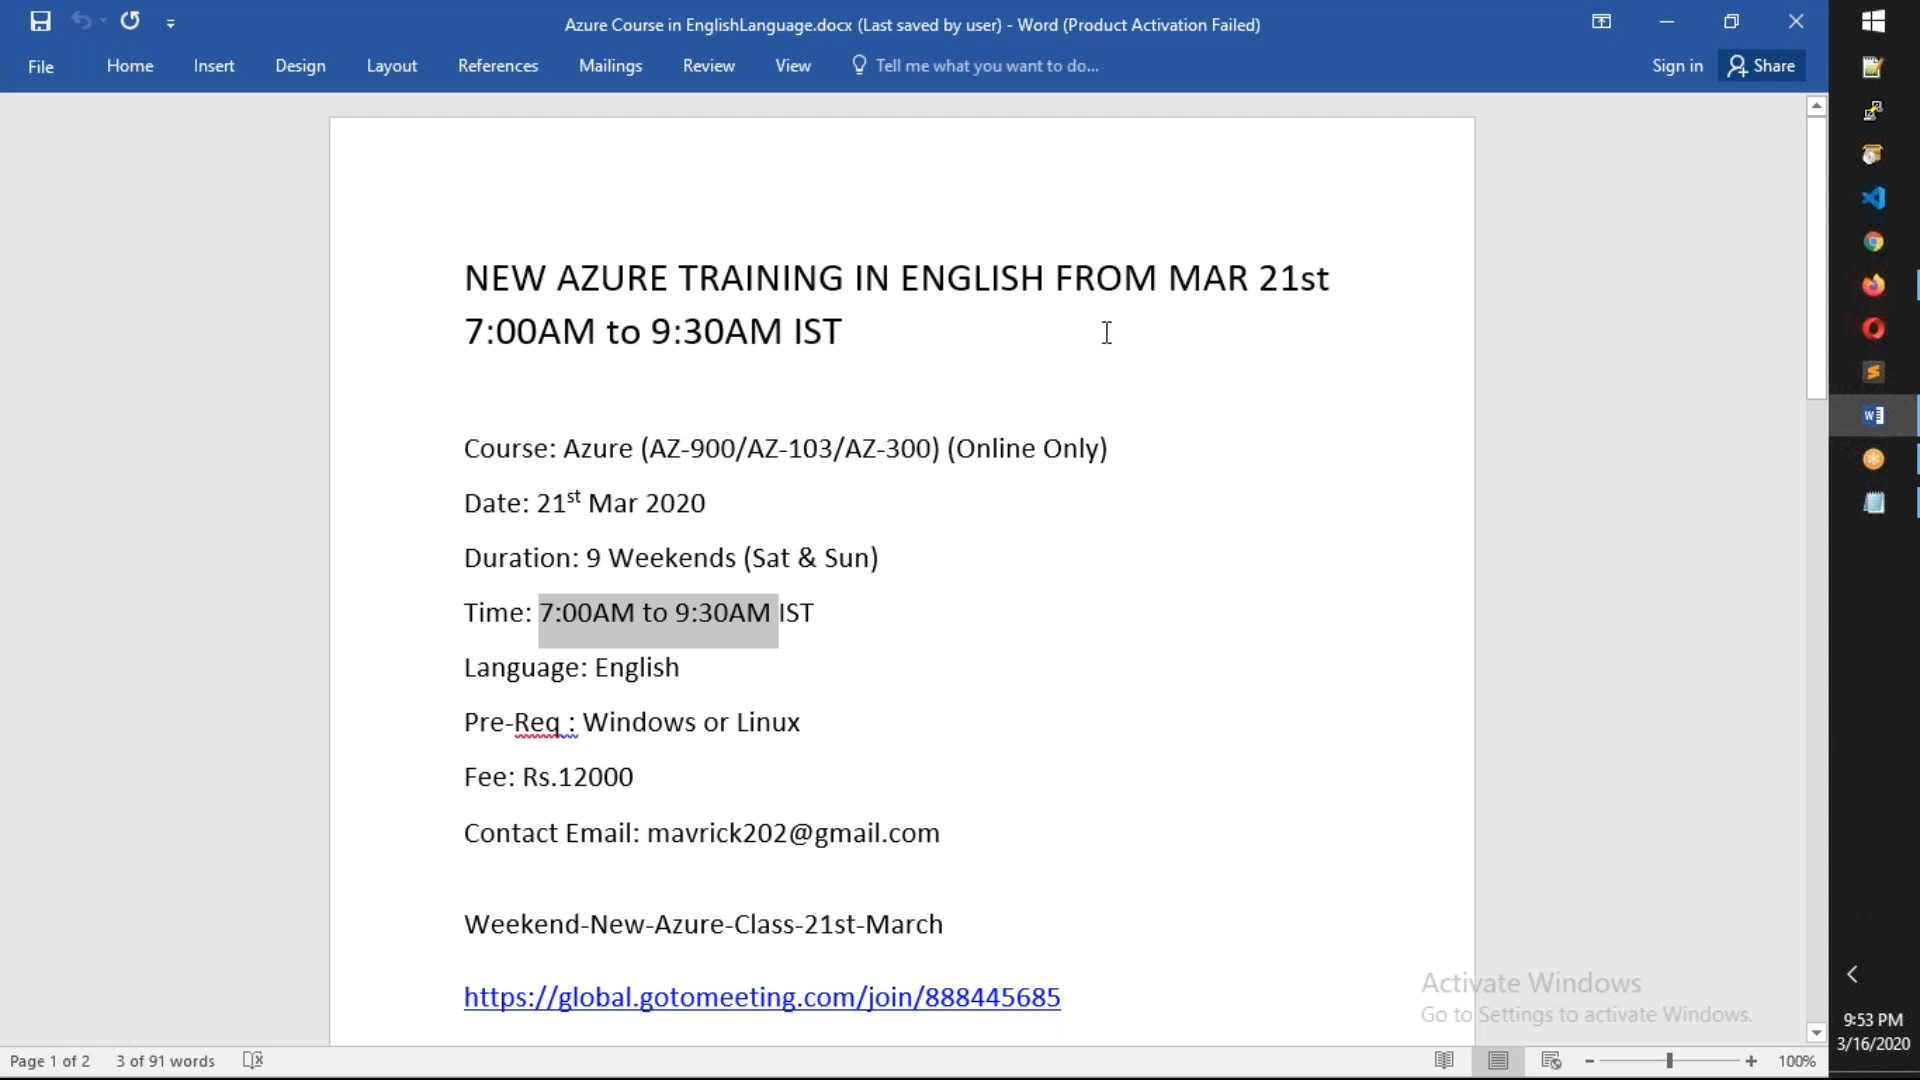 Azure Course in EnglishLanguage.docx (Last saved by user) - Word (Product Activation Failed)
File Home Insert Design Layout References Mailings Review View Tell me what you want to do... Sign in Share
NEW AZURE TRAINING IN ENGLISH FROM MAR 21st
7:00AM to 9:30AM IST
Course: Azure (AZ-900/AZ-103/AZ-300) (Online Only)
Date: 21st Mar 2020
Duration: 9 Weekends (Sat & Sun)
Time: 7:00AM to 9:30AM IST
Language: English
Pre-Req : Windows or Linux
Fee: Rs.12000
Contact Email: mavrick202@gmail.com
Weekend-New-Azure-Class-21st-March
https://global.gotomeeting.com/join/888445685
Activate Windows
Go to Settings to activate Windows.
9:53 PM
3/16/2020
Page 1 of 2 3 of 91 words 100%